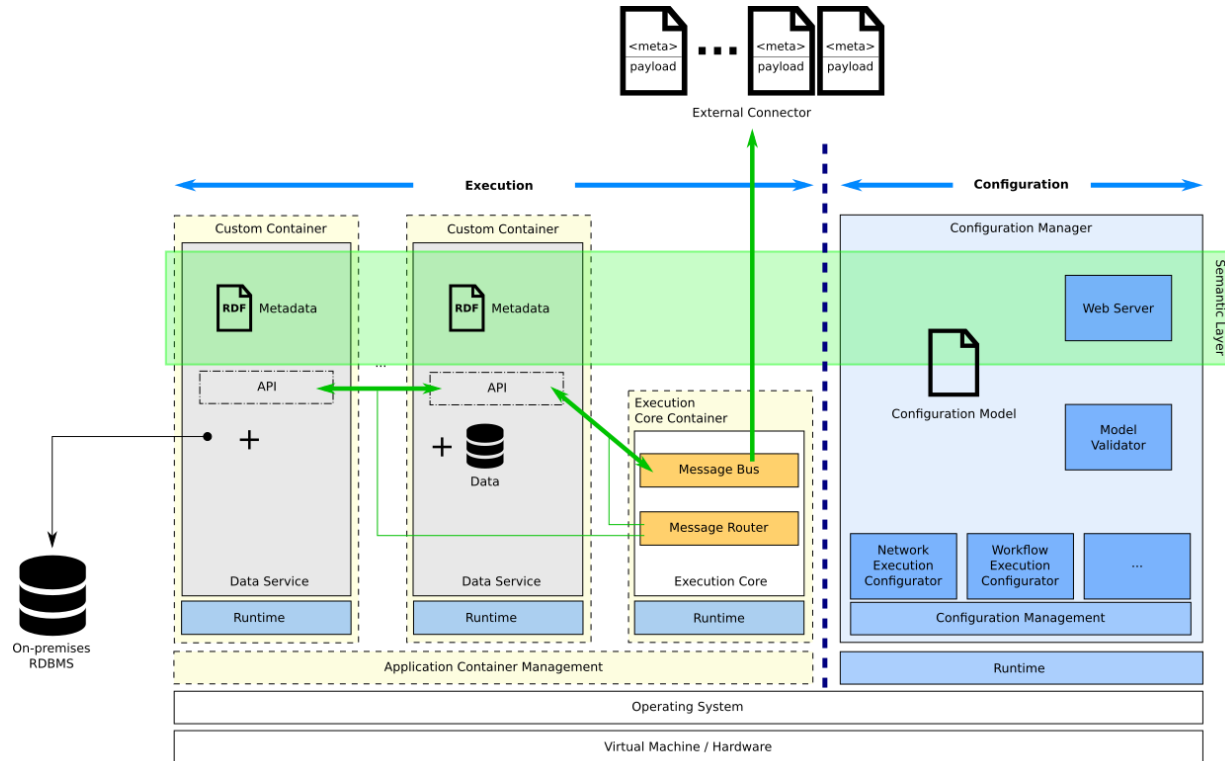 <meta>
payload
...
<meta>
payload
<meta>
payload
External Connector
Execution
Configuration
Custom Container
Custom Container
Configuration Manager
Semantic Layer
RDF
Metadata
RDF
Metadata
Web Server
...
API
API
Execution
Core Container
Configuration Model
Model
Validator
+
+
Data
Message Bus
Message Router
Network
Execution
Configurator
Workflow
Execution
Configurator
...
Data Service
Data Service
Execution Core
Runtime
Runtime
Runtime
Configuration Management
On-premises
RDBMS
Application Container Management
Runtime
Operating System
Virtual Machine / Hardware